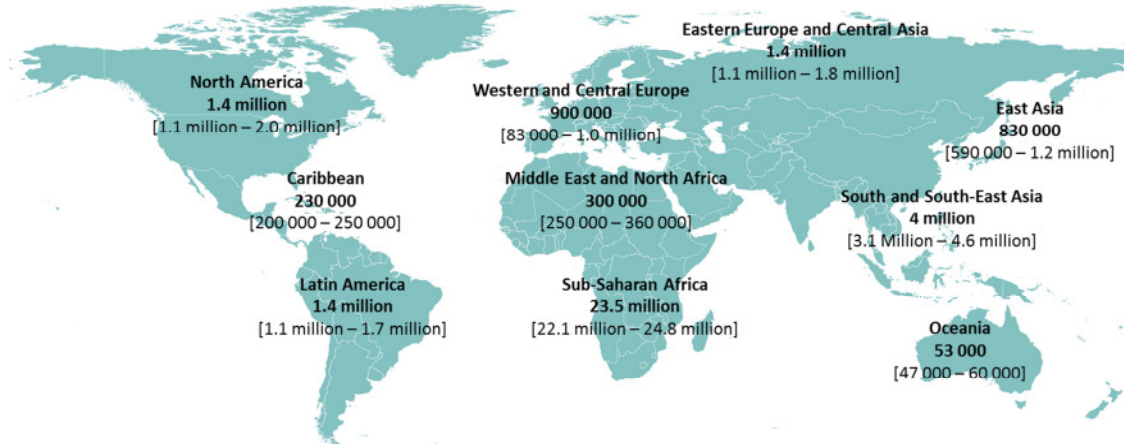 Eastern Europe and Central Asia
1.4 million
[1.1 million – 1.8 million]
North America
1.4 million
[1.1 million – 2.0 million]
Western and Central Europe
900 000
[83 000 – 1.0 million]
East Asia
830 000
[590 000 – 1.2 million]
Caribbean
230 000
[200 000 – 250 000]
Middle East and North Africa
300 000
[250 000 – 360 000]
South and South-East Asia
4 million
[3.1 Million – 4.6 million]
Latin America
1.4 million
[1.1 million – 1.7 million]
Sub-Saharan Africa
23.5 million
[22.1 million – 24.8 million]
Oceania
53 000
[47 000 – 60 000]